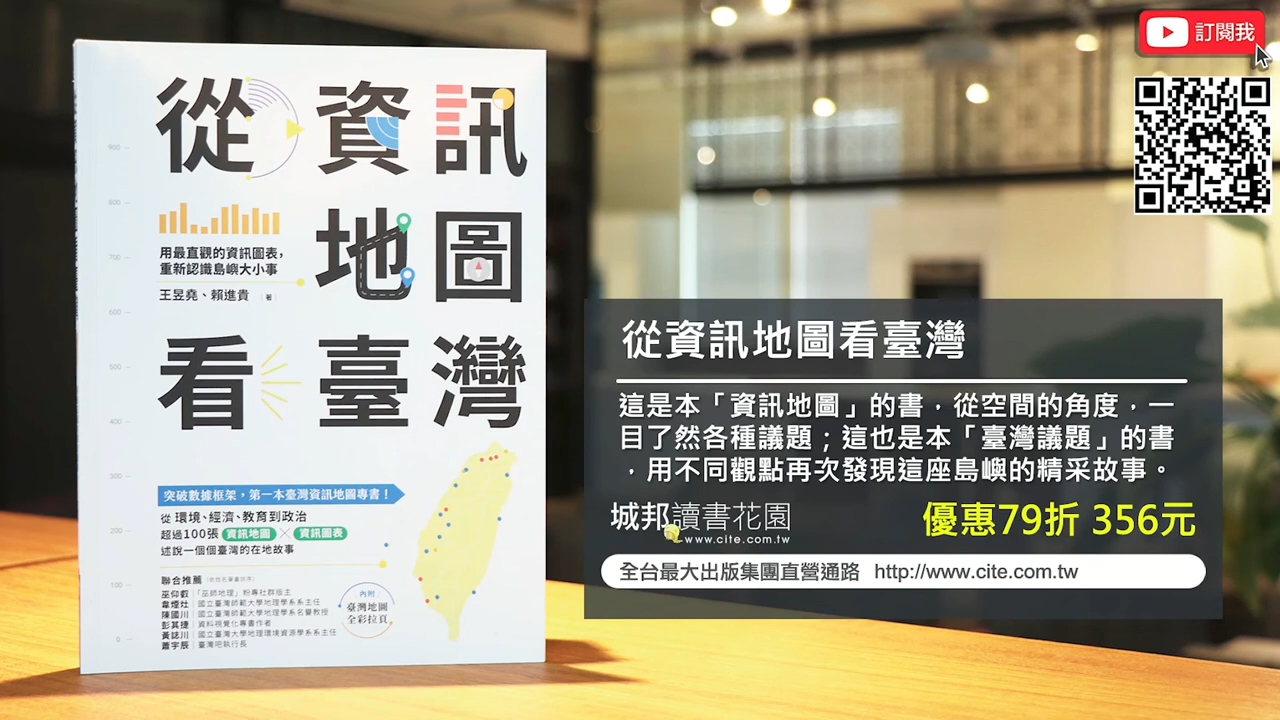 從資訊
地圖
看臺灣
用最直觀的資訊圖表,
重新認識島嶼大小事
王昱堯、賴進貴 著
900
800
700
600
500
400
300
200
100
0
突破數據框架,第一本臺灣資訊地圖專書!
從 環境、經濟、教育到政治
超過100張 資訊地圖 × 資訊圖表
述說一個個臺灣的在地故事
聯合推薦
巫仰叡|「巫師地理」粉專社群版主
韋煙灶|國立臺灣師範大學地理學系系主任
陳國川|國立臺灣師範大學地理學系名譽教授
彭其捷|資料視覺化專書作者
黃誌川|國立臺灣大學地理環境資源學系系主任
蕭宇辰|臺灣吧執行長
內附
臺灣地圖
全彩拉頁
訂閱我
從資訊地圖看臺灣
這是本「資訊地圖」的書,從空間的角度,一
目了然各種議題;這也是本「臺灣議題」的書
,用不同觀點再次發現這座島嶼的精采故事。
城邦讀書花園
www.cite.com.tw
優惠79折 356元
全台最大出版集團直營通路 http://www.cite.com.tw